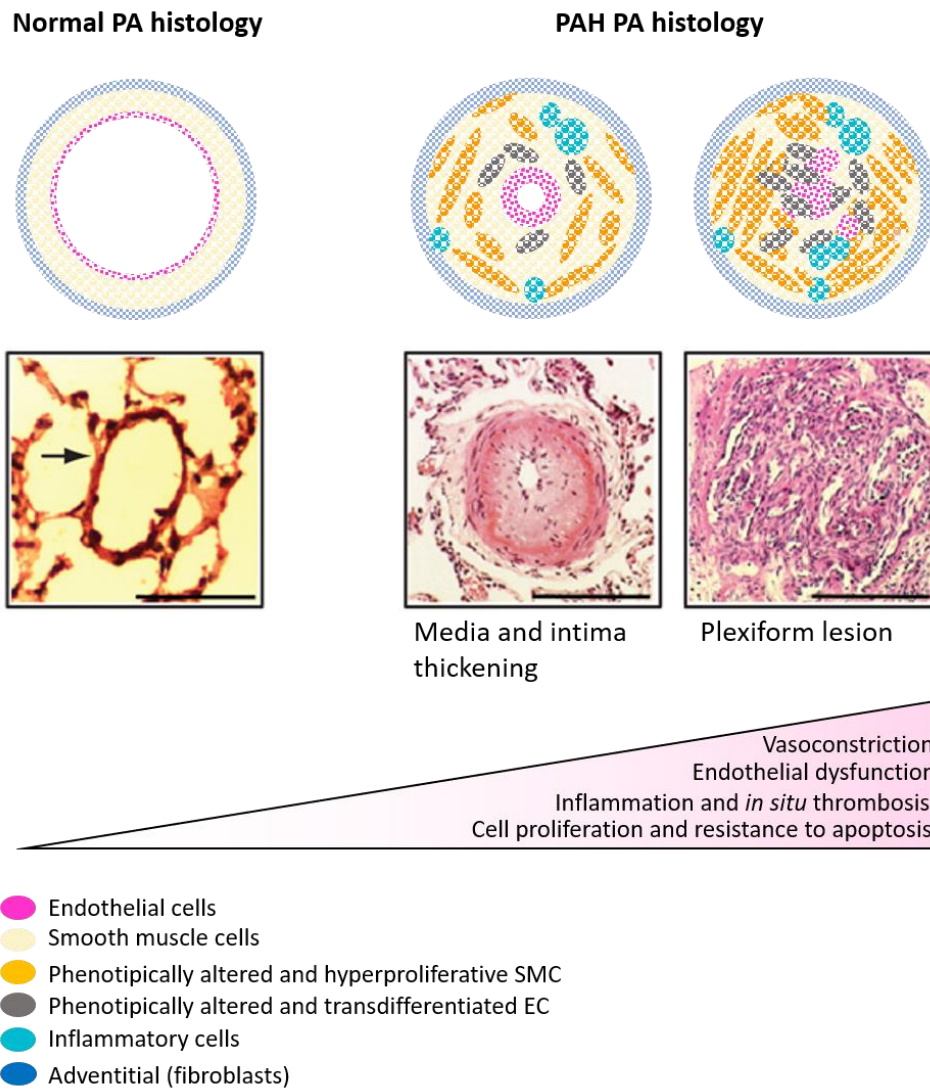 Normal PA histology
PAH PA histology
Media and intima
thickening
Plexiform lesion
Vasoconstriction
Endothelial dysfunction
Inflammation and in situ thrombosis
Cell proliferation and resistance to apoptosis
Endothelial cells
Smooth muscle cells
Phenotipically altered and hyperproliferative SMC
Phenotipically altered and transdifferentiated EC
Inflammatory cells
Adventitial (fibroblasts)